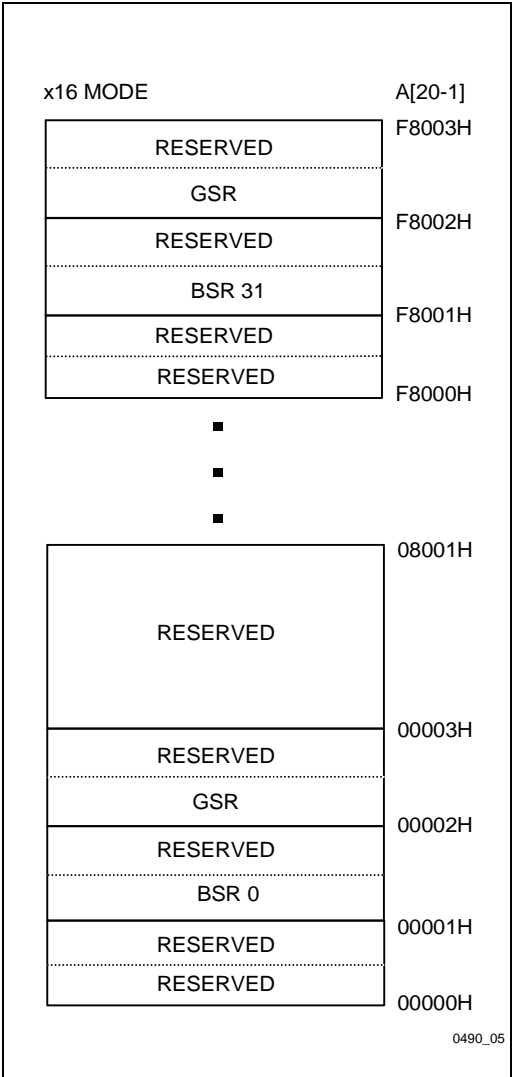 x16 MODE A[20-1]
F8003H
RESERVED
GSR
F8002H
RESERVED
BSR 31
F8001H
RESERVED
RESERVED
F8000H
08001H
RESERVED
00003H
RESERVED
GSR
00002H
RESERVED
BSR 0
00001H
RESERVED
RESERVED
00000H
0490_05